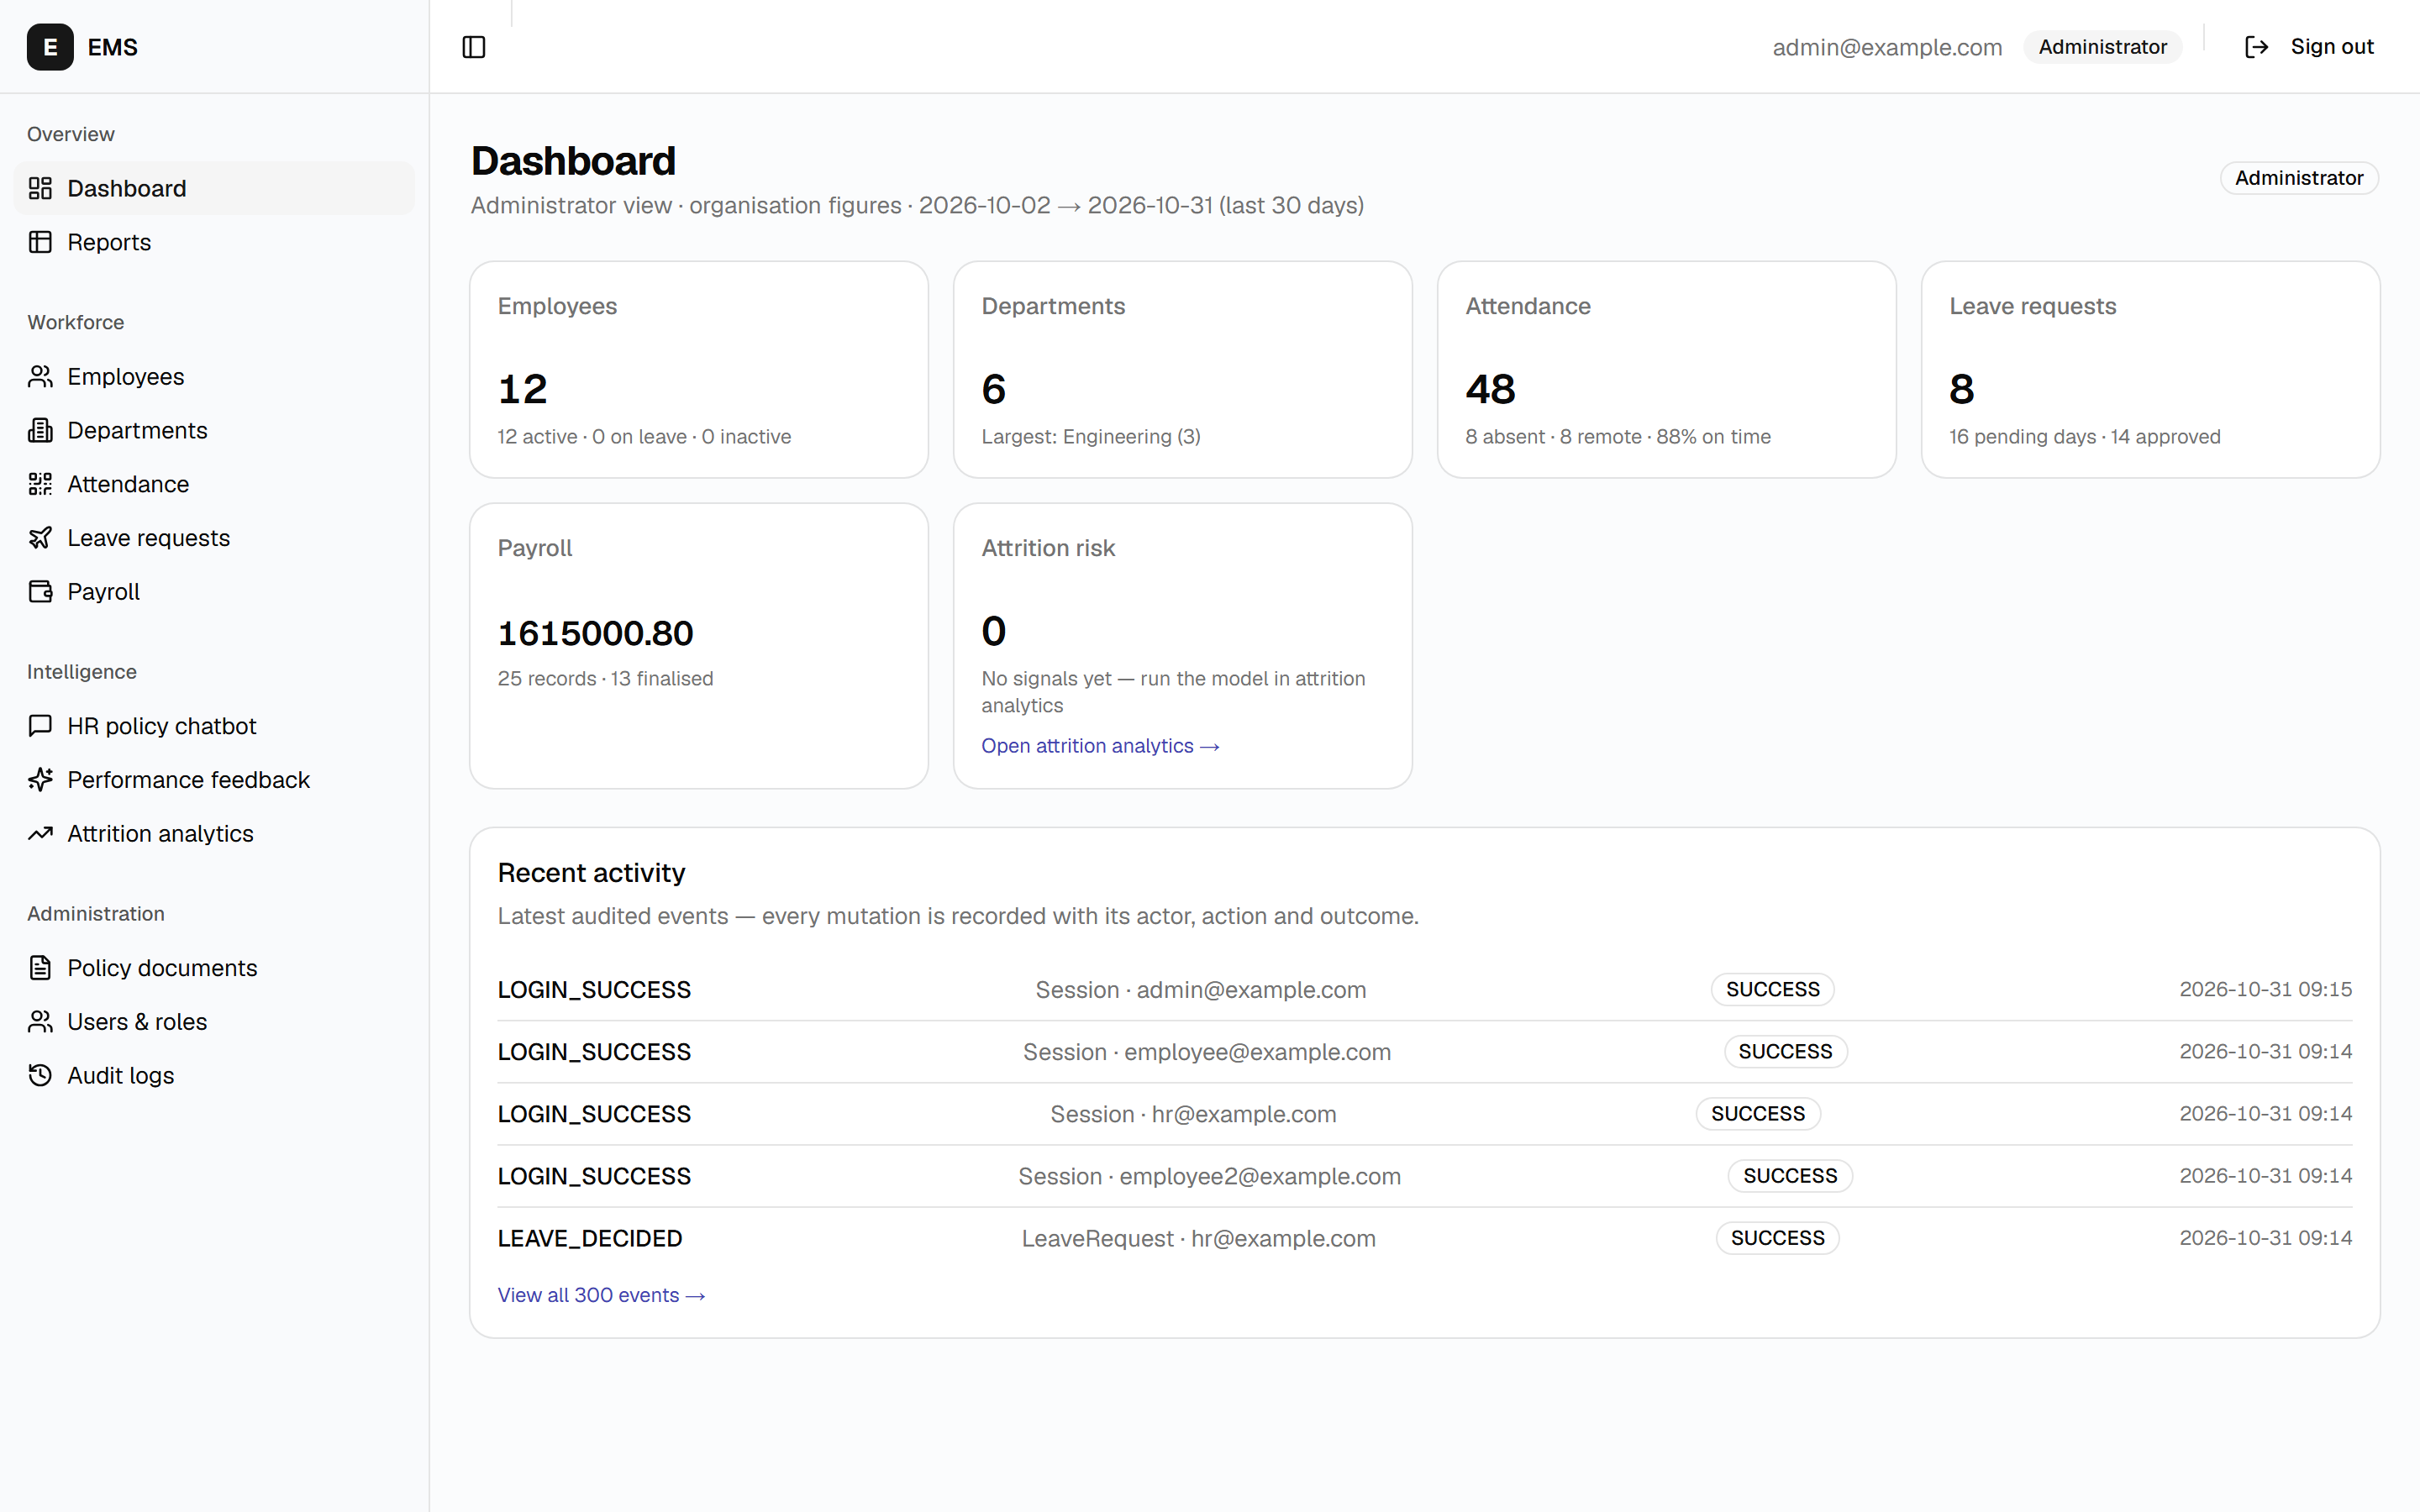 E EMS
admin@example.com Administrator Sign out
Overview
Dashboard
Reports
Workforce
Employees
Departments
Attendance
Leave requests
Payroll
Intelligence
HR policy chatbot
Performance feedback
Attrition analytics
Administration
Policy documents
Users & roles
Audit logs
Dashboard
Administrator view · organisation figures · 2026-10-02 → 2026-10-31 (last 30 days)
Administrator
Employees
12
12 active · 0 on leave · 0 inactive
Departments
6
Largest: Engineering (3)
Attendance
48
8 absent · 8 remote · 88% on time
Leave requests
8
16 pending days · 14 approved
Payroll
1615000.80
25 records · 13 finalised
Attrition risk
0
No signals yet — run the model in attrition
analytics
Open attrition analytics →
Recent activity
Latest audited events — every mutation is recorded with its actor, action and outcome.
LOGIN_SUCCESS Session · admin@example.com SUCCESS 2026-10-31 09:15
LOGIN_SUCCESS Session · employee@example.com SUCCESS 2026-10-31 09:14
LOGIN_SUCCESS Session · hr@example.com SUCCESS 2026-10-31 09:14
LOGIN_SUCCESS Session · employee2@example.com SUCCESS 2026-10-31 09:14
LEAVE_DECIDED LeaveRequest · hr@example.com SUCCESS 2026-10-31 09:14
View all 300 events →